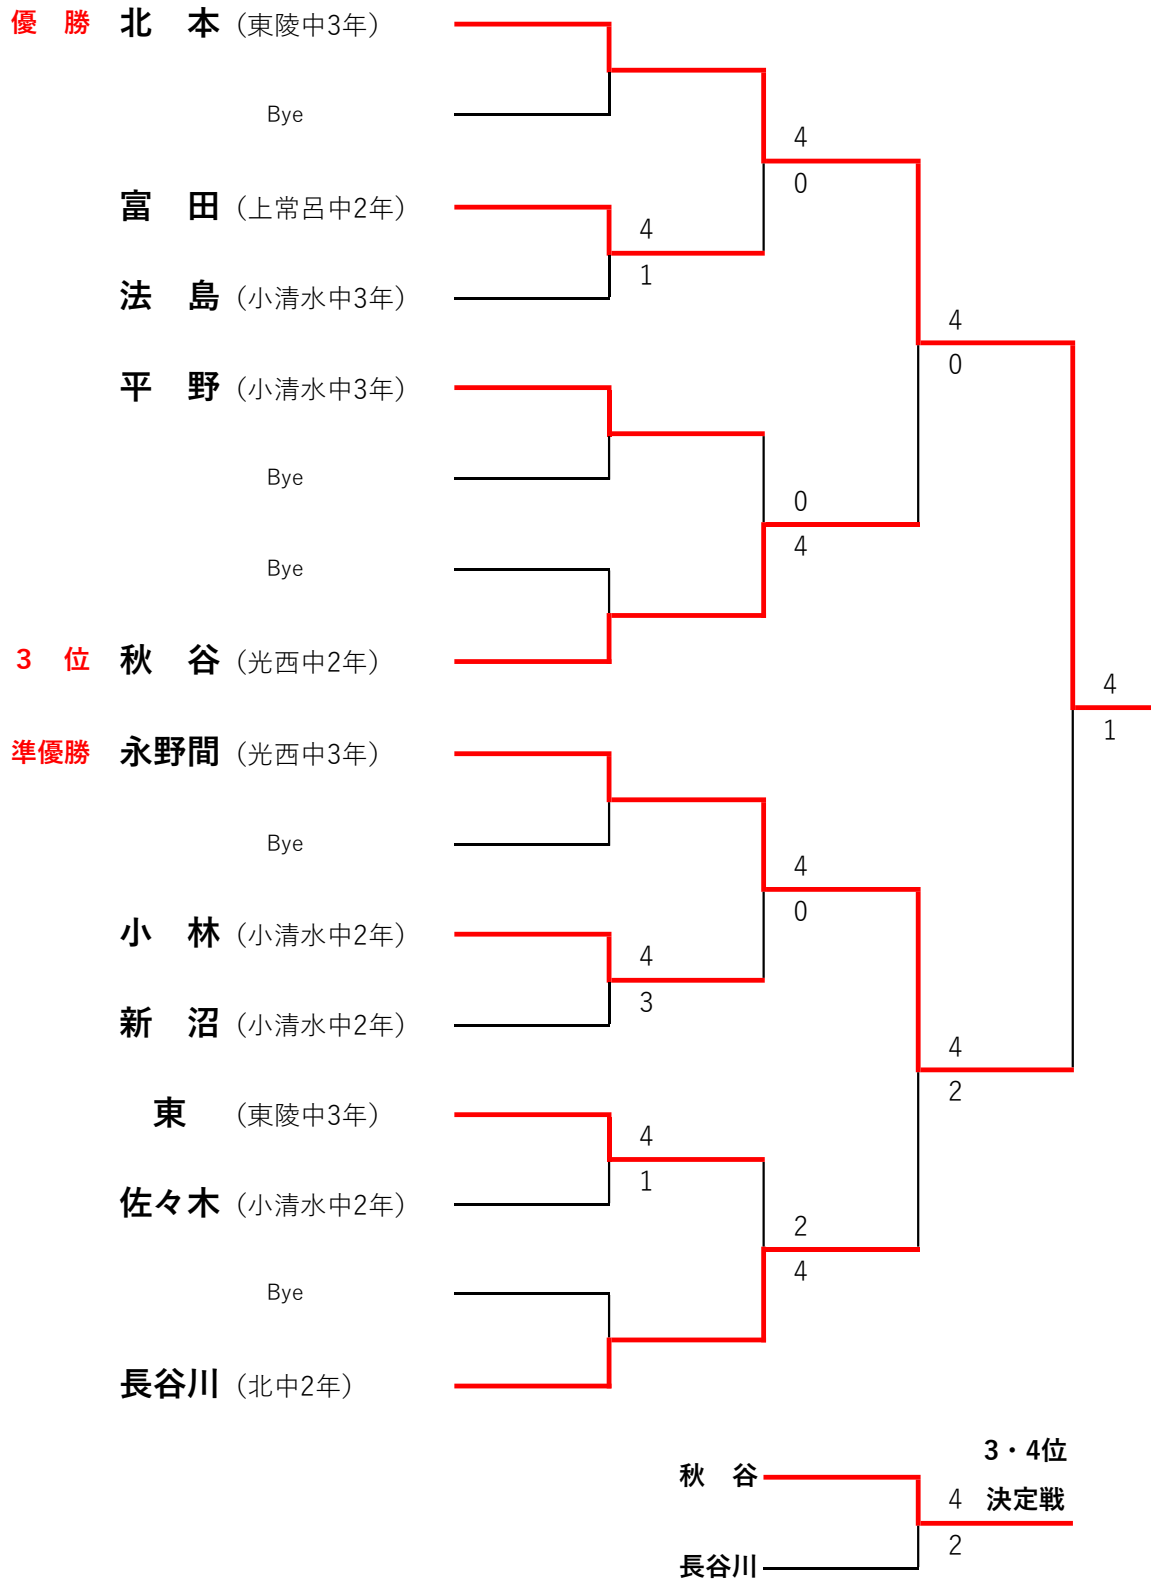 優　勝 北　本 (東陵中3年)
Bye
4
0
富　田 (上常呂中2年)
4
1
法　島 (小清水中3年)
4
0
平　野 (小清水中3年)
Bye
0
4
Bye
3　位 秋　谷 (光西中2年)
4
1
準優勝 永野間 (光西中3年)
Bye
4
0
小　林 (小清水中2年)
4
3
新　沼 (小清水中2年)
4
2
東 (東陵中3年)
4
1
佐々木 (小清水中2年)
2
4
Bye
長谷川 (北中2年)
3・4位
秋　谷
4 決定戦
2
長谷川